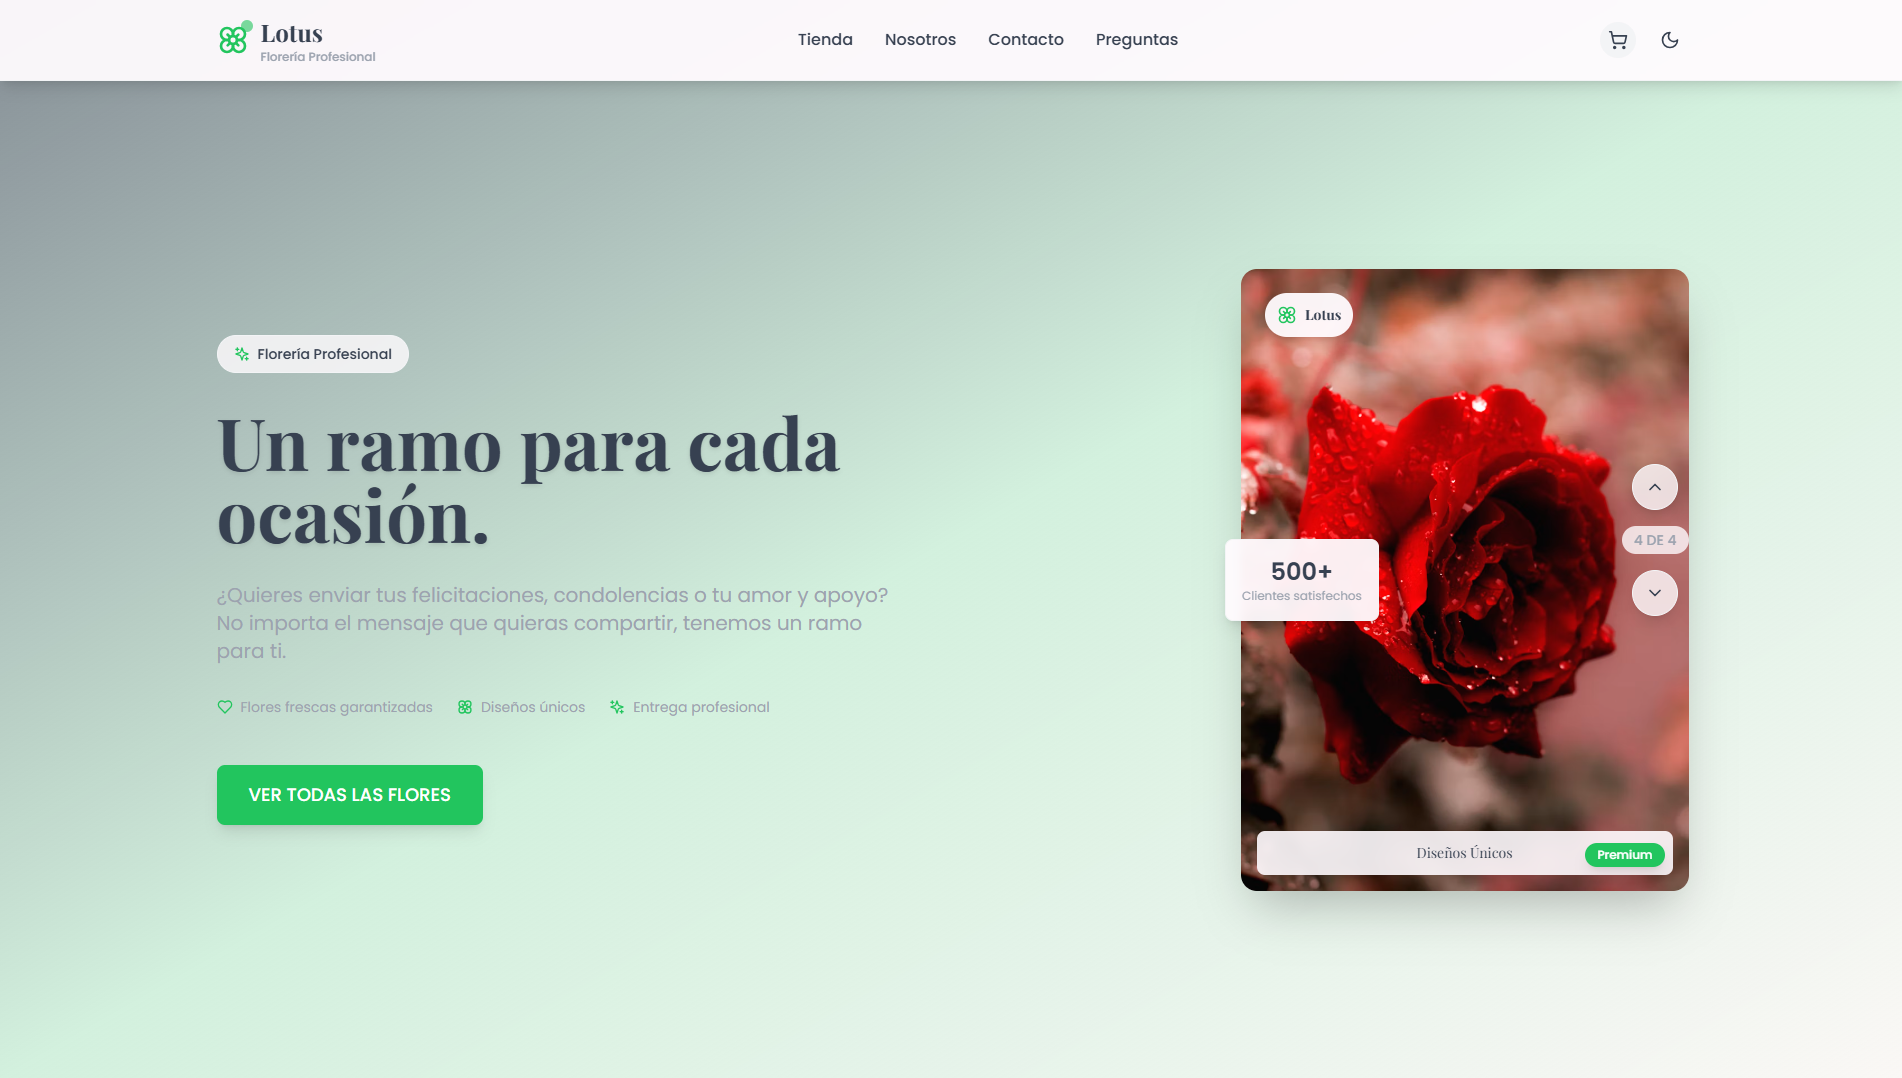 Lotus
Florería Profesional
Tienda
Nosotros
Contacto
Preguntas
Florería Profesional
Un ramo para cada
ocasión.
¿Quieres enviar tus felicitaciones, condolencias o tu amor y apoyo?
No importa el mensaje que quieras compartir, tenemos un ramo
para ti.
Flores frescas garantizadas
Diseños únicos
Entrega profesional
VER TODAS LAS FLORES
Lotus
4 DE 4
500+
Clientes satisfechos
Diseños Únicos
Premium